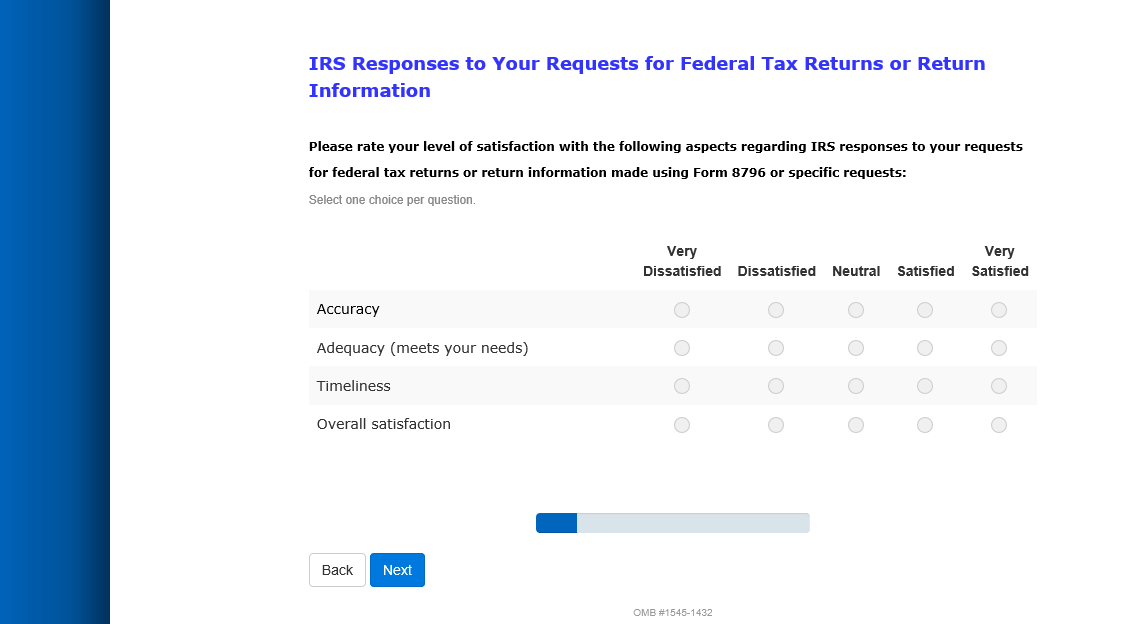 IRS Responses to Your Requests for Federal Tax Returns or Return
Information
Please rate your level of satisfaction with the following aspects regarding IRS responses to your requests
for federal tax returns or return information made using Form 8796 or specific requests:
Select one choice per question.
Very
Dissatisfied Dissatisfied Neutral Satisfied Very
Satisfied
Accuracy
Adequacy (meets your needs)
Timeliness
Overall satisfaction
Back Next
OMB #1545-1432